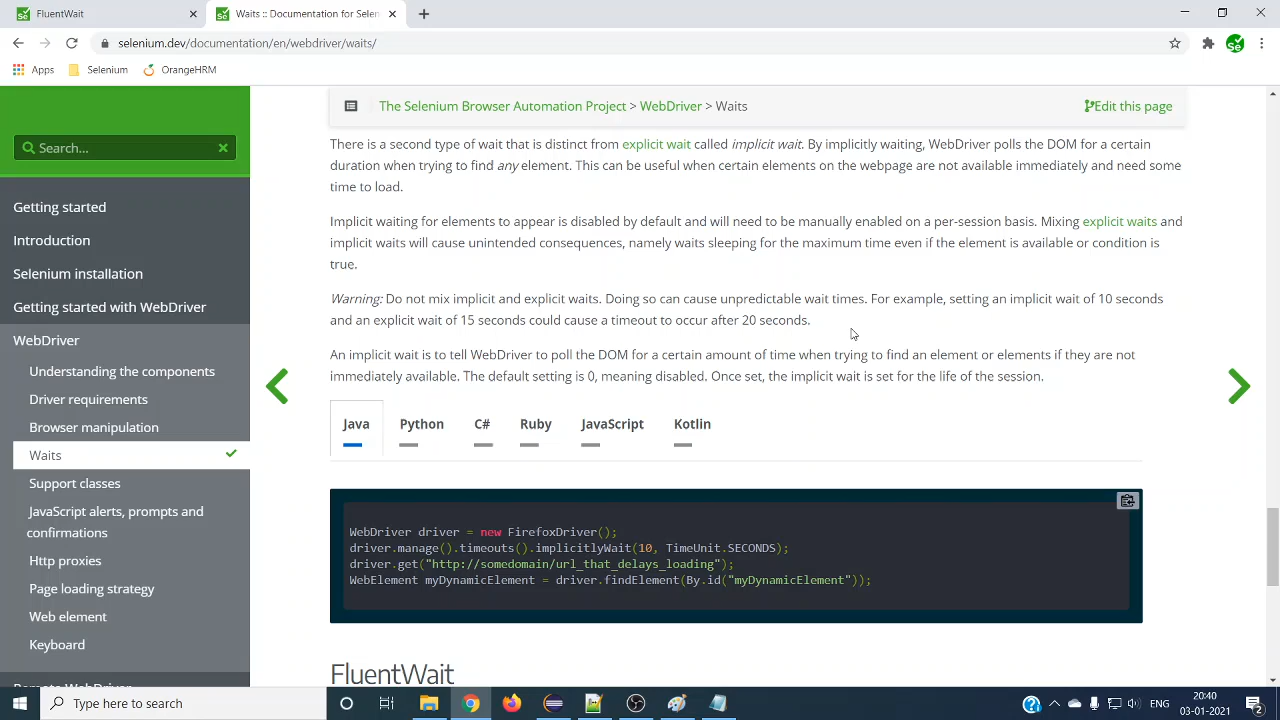 FluentWait
Waits :: Documentation for Selen
selenium.dev/documentation/en/webdriver/waits/
Apps
Selenium
OrangeHRM
Search...
Getting started
Introduction
Selenium installation
Getting started with WebDriver
WebDriver
Understanding the components
Driver requirements
Browser manipulation
Waits
Support classes
JavaScript alerts, prompts and
confirmations
Http proxies
Page loading strategy
Web element
Keyboard
Remote WebDriver
The Selenium Browser Automation Project > WebDriver > Waits
Edit this page
There is a second type of wait that is distinct from explicit wait called implicit wait. By implicitly waiting, WebDriver polls the DOM for a certain
duration when trying to find any element. This can be useful when certain elements on the webpage are not available immediately and need some
time to load.
Implicit waiting for elements to appear is disabled by default and will need to be manually enabled on a per-session basis. Mixing explicit waits and
implicit waits will cause unintended consequences, namely waits sleeping for the maximum time even if the element is available or condition is
true.
Warning: Do not mix implicit and explicit waits. Doing so can cause unpredictable wait times. For example, setting an implicit wait of 10 seconds
and an explicit wait of 15 seconds could cause a timeout to occur after 20 seconds.
An implicit wait is to tell WebDriver to poll the DOM for a certain amount of time when trying to find an element or elements if they are not
immediately available. The default setting is 0, meaning disabled. Once set, the implicit wait is set for the life of the session.
Java
Python
C#
Ruby
JavaScript
Kotlin
WebDriver driver = new FirefoxDriver();
driver.manage().timeouts().implicitlyWait(10, TimeUnit.SECONDS);
driver.get("http://somedomain/url_that_delays_loading");
WebElement myDynamicElement = driver.findElement(By.id("myDynamicElement"));
FluentWait
Type here to search
ENG
20:40
03-01-2021
2